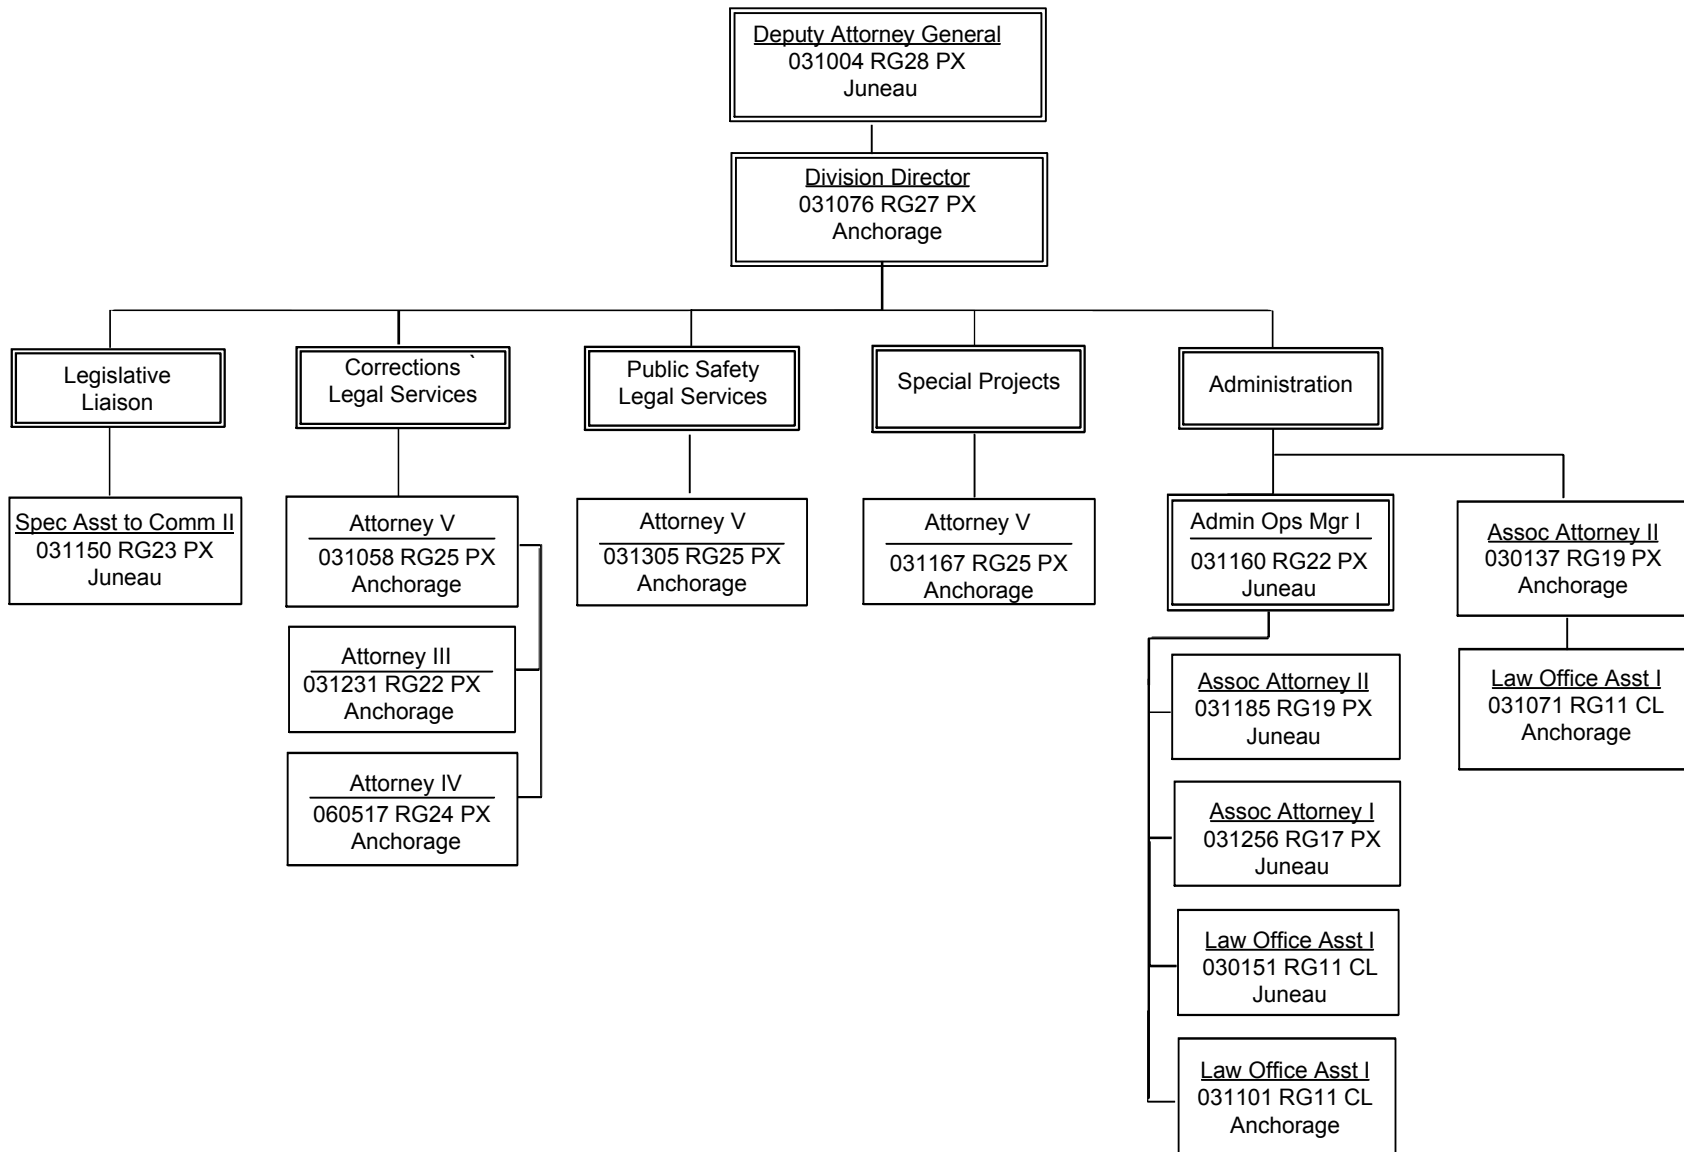 Deputy Attorney General
031004 RG28 PX
Juneau
Division Director
031076 RG27 PX
Anchorage
Legislative
Liaison
Corrections `
Legal Services
Public Safety
Legal Services
Special Projects
Administration
Spec Asst to Comm II
031150 RG23 PX
Juneau
Attorney V
031058 RG25 PX
Anchorage
Attorney III
031231 RG22 PX
Anchorage
Attorney IV
060517 RG24 PX
Anchorage
Attorney V
031305 RG25 PX
Anchorage
Attorney V
031167 RG25 PX
Anchorage
Admin Ops Mgr I
031160 RG22 PX
Juneau
Assoc Attorney II
031185 RG19 PX
Juneau
Assoc Attorney I
031256 RG17 PX
Juneau
Law Office Asst I
030151 RG11 CL
Juneau
Law Office Asst I
031101 RG11 CL
Anchorage
Assoc Attorney II
030137 RG19 PX
Anchorage
Law Office Asst I
031071 RG11 CL
Anchorage